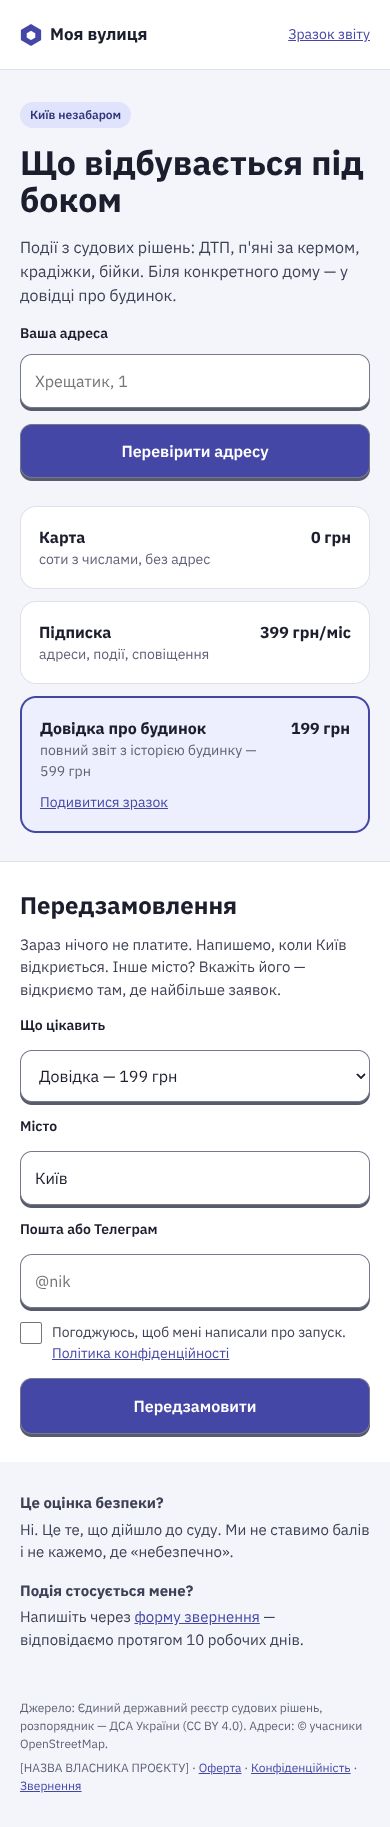 Моя вулиця
Зразок звіту
Київ незабаром
Що відбувається під
боком
Події з судових рішень: ДТП, п'яні за кермом,
крадіжки, бійки. Біля конкретного дому — у
довідці про будинок.
Ваша адреса
Хрещатик, 1
Перевірити адресу
Карта
0 грн
соти з числами, без адрес
Підписка
399 грн/міс
адреси, події, сповіщення
Довідка про будинок
199 грн
повний звіт з історією будинку —
599 грн
Подивитися зразок
Передзамовлення
Зараз нічого не платите. Напишемо, коли Київ
відкриється. Інше місто? Вкажіть його —
відкриємо там, де найбільше заявок.
Що цікавить
Довідка — 199 грн
Місто
Київ
Пошта або Телеграм
@nik
Погоджуюсь, щоб мені написали про запуск.
Політика конфіденційності
Передзамовити
Це оцінка безпеки?
Ні. Це те, що дійшло до суду. Ми не ставимо балів
і не кажемо, де «небезпечно».
Подія стосується мене?
Напишіть через форму звернення —
відповідаємо протягом 10 робочих днів.
Джерело: Єдиний державний реєстр судових рішень,
розпорядник — ДСА України (CC BY 4.0). Адреси: © учасники
OpenStreetMap.
[НАЗВА ВЛАСНИКА ПРОЄКТУ] · Оферта · Конфіденційність ·
Звернення